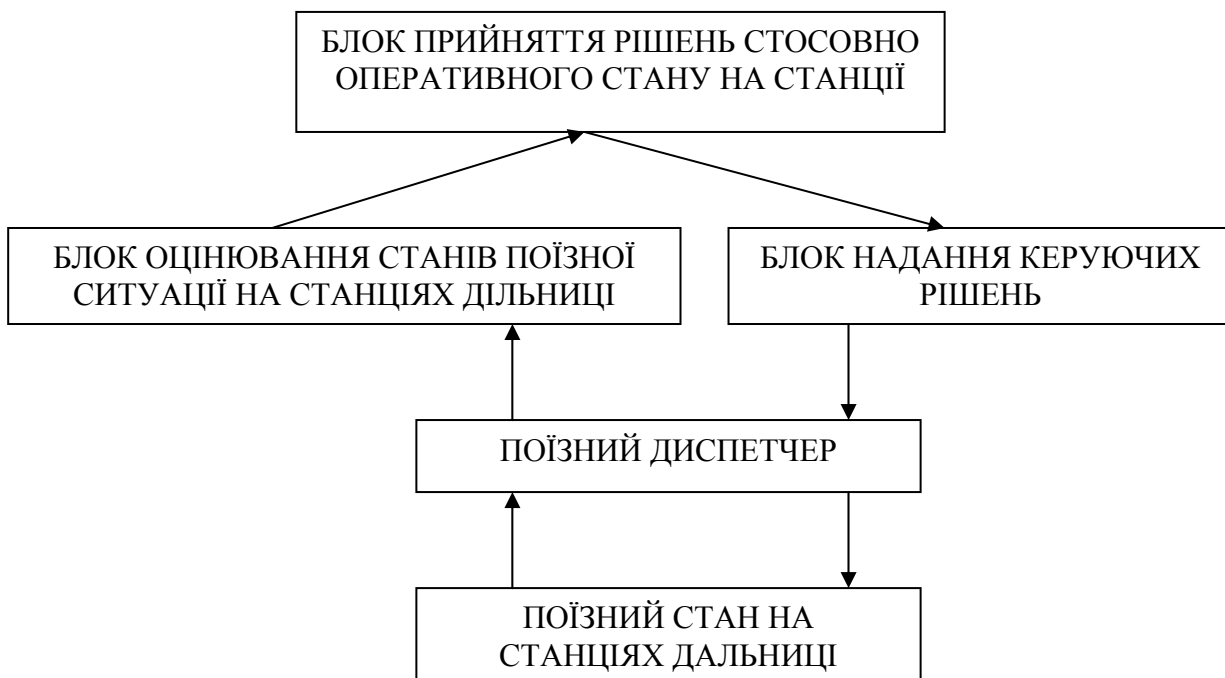 БЛОК ПРИЙНЯТТЯ РІШЕНЬ СТОСОВНО
ОПЕРАТИВНОГО СТАНУ НА СТАНЦІЇ
БЛОК ОЦІНЮВАННЯ СТАНІВ ПОЇЗНОЇ
СИТУАЦІЇ НА СТАНЦІЯХ ДІЛЬНИЦІ
БЛОК НАДАННЯ КЕРУЮЧИХ
РІШЕНЬ
ПОЇЗНИЙ ДИСПЕТЧЕР
ПОЇЗНИЙ СТАН НА
СТАНЦІЯХ ДАЛЬНИЦІ